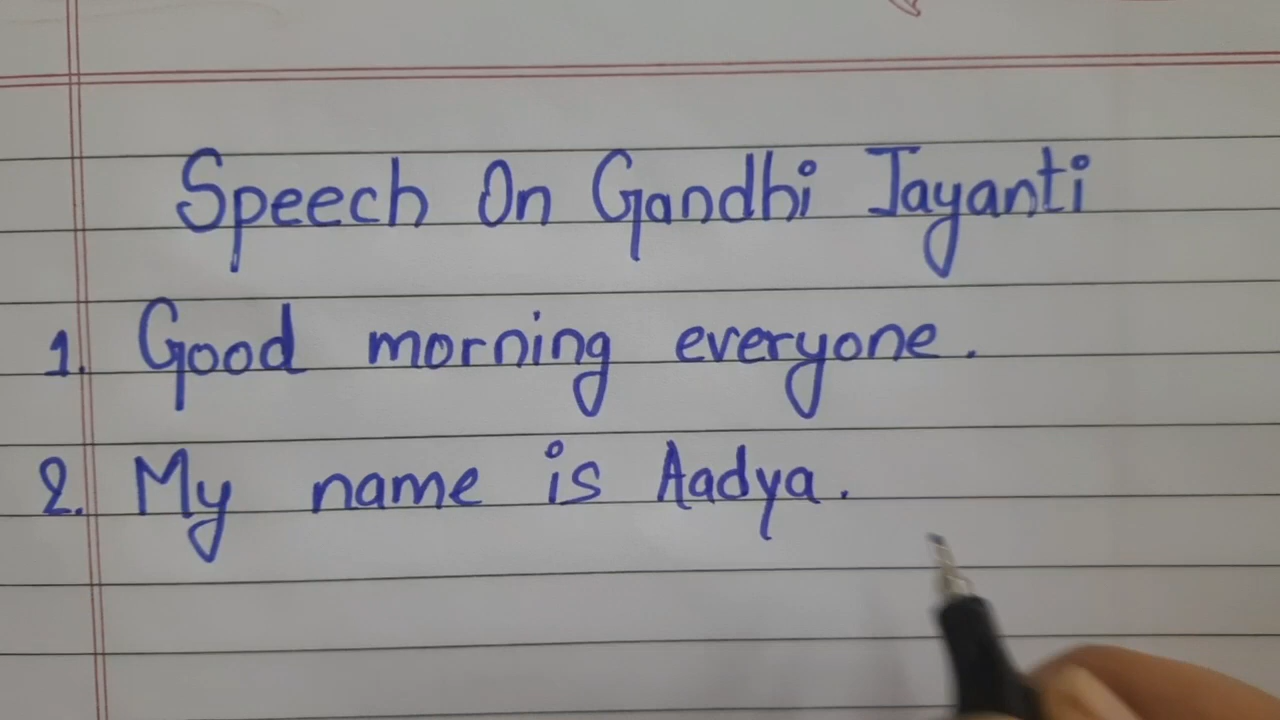 Speech On Gandhi Jayanti
1. Good morning everyone.
2. My name is Aadya.